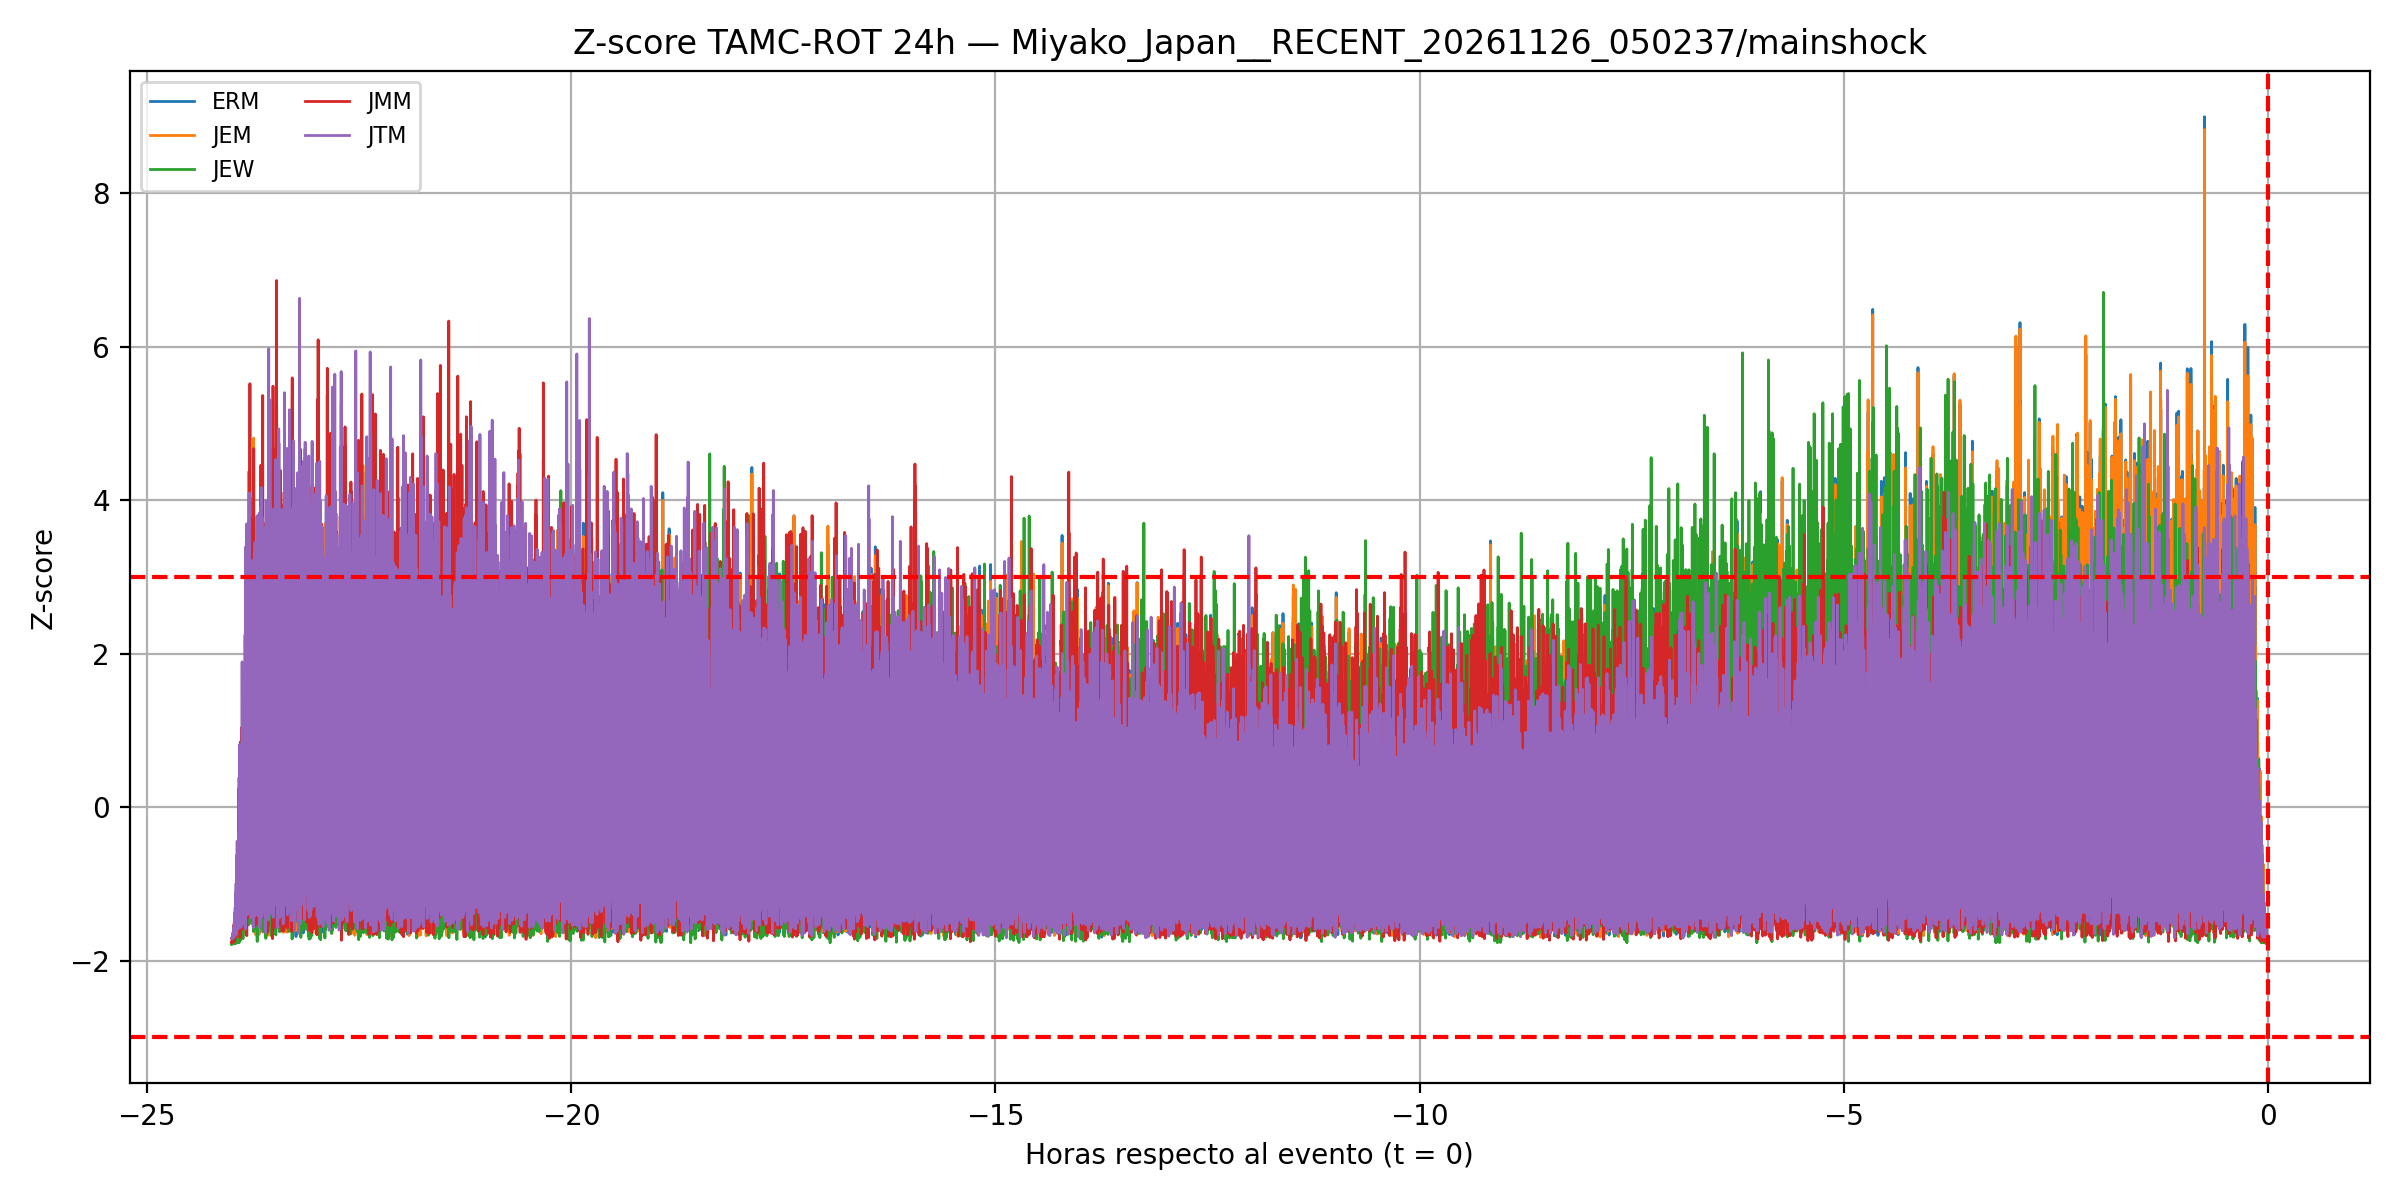 Z-score TAMC-ROT 24h — Miyako_Japan__RECENT_20261126_050237/mainshock
ERM
JEM
JEW
JMM
JTM
Z-score
8
6
4
2
0
−2
−25
−20
−15
−10
−5
0
Horas respecto al evento (t = 0)